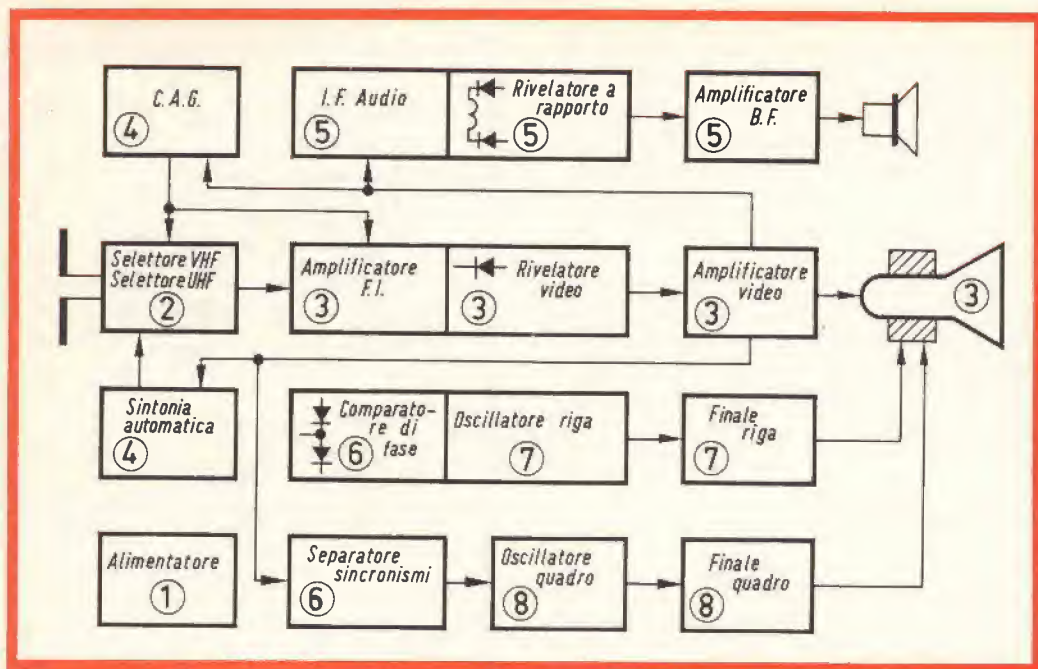 C.A.G.
4
I.F. Audio
5
Rivelatore a
rapporto
5
Amplificatore
B.F.
5
Selettore VHF
Selettore UHF
2
Amplificatore
F.I.
3
Rivelatore
video
3
Amplificatore
video
3
3
Sintonia
automatica
4
Comparato-
re di
fase
6
Oscillatore riga
7
Finale
riga
7
Alimentatore
1
Separatore
sincronismi
6
Oscillatore
quadro
8
Finale
quadro
8